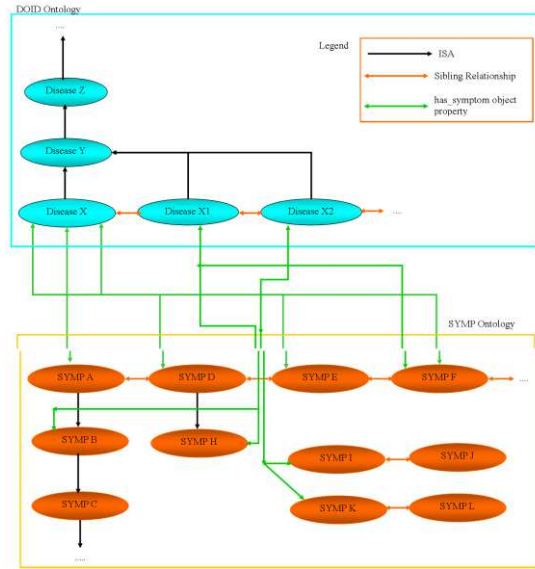 DOID Ontology
....
Legend
ISA
Disease Z
Sibling Relationship
has_symptom object
property
Disease Y
Disease X
Disease X1
Disease X2
....
SYMP Ontology
SYMP A
SYMP D
SYMP E
SYMP F
....
SYMP B
SYMP H
SYMP I
SYMP J
SYMP C
SYMP K
SYMP L
.....